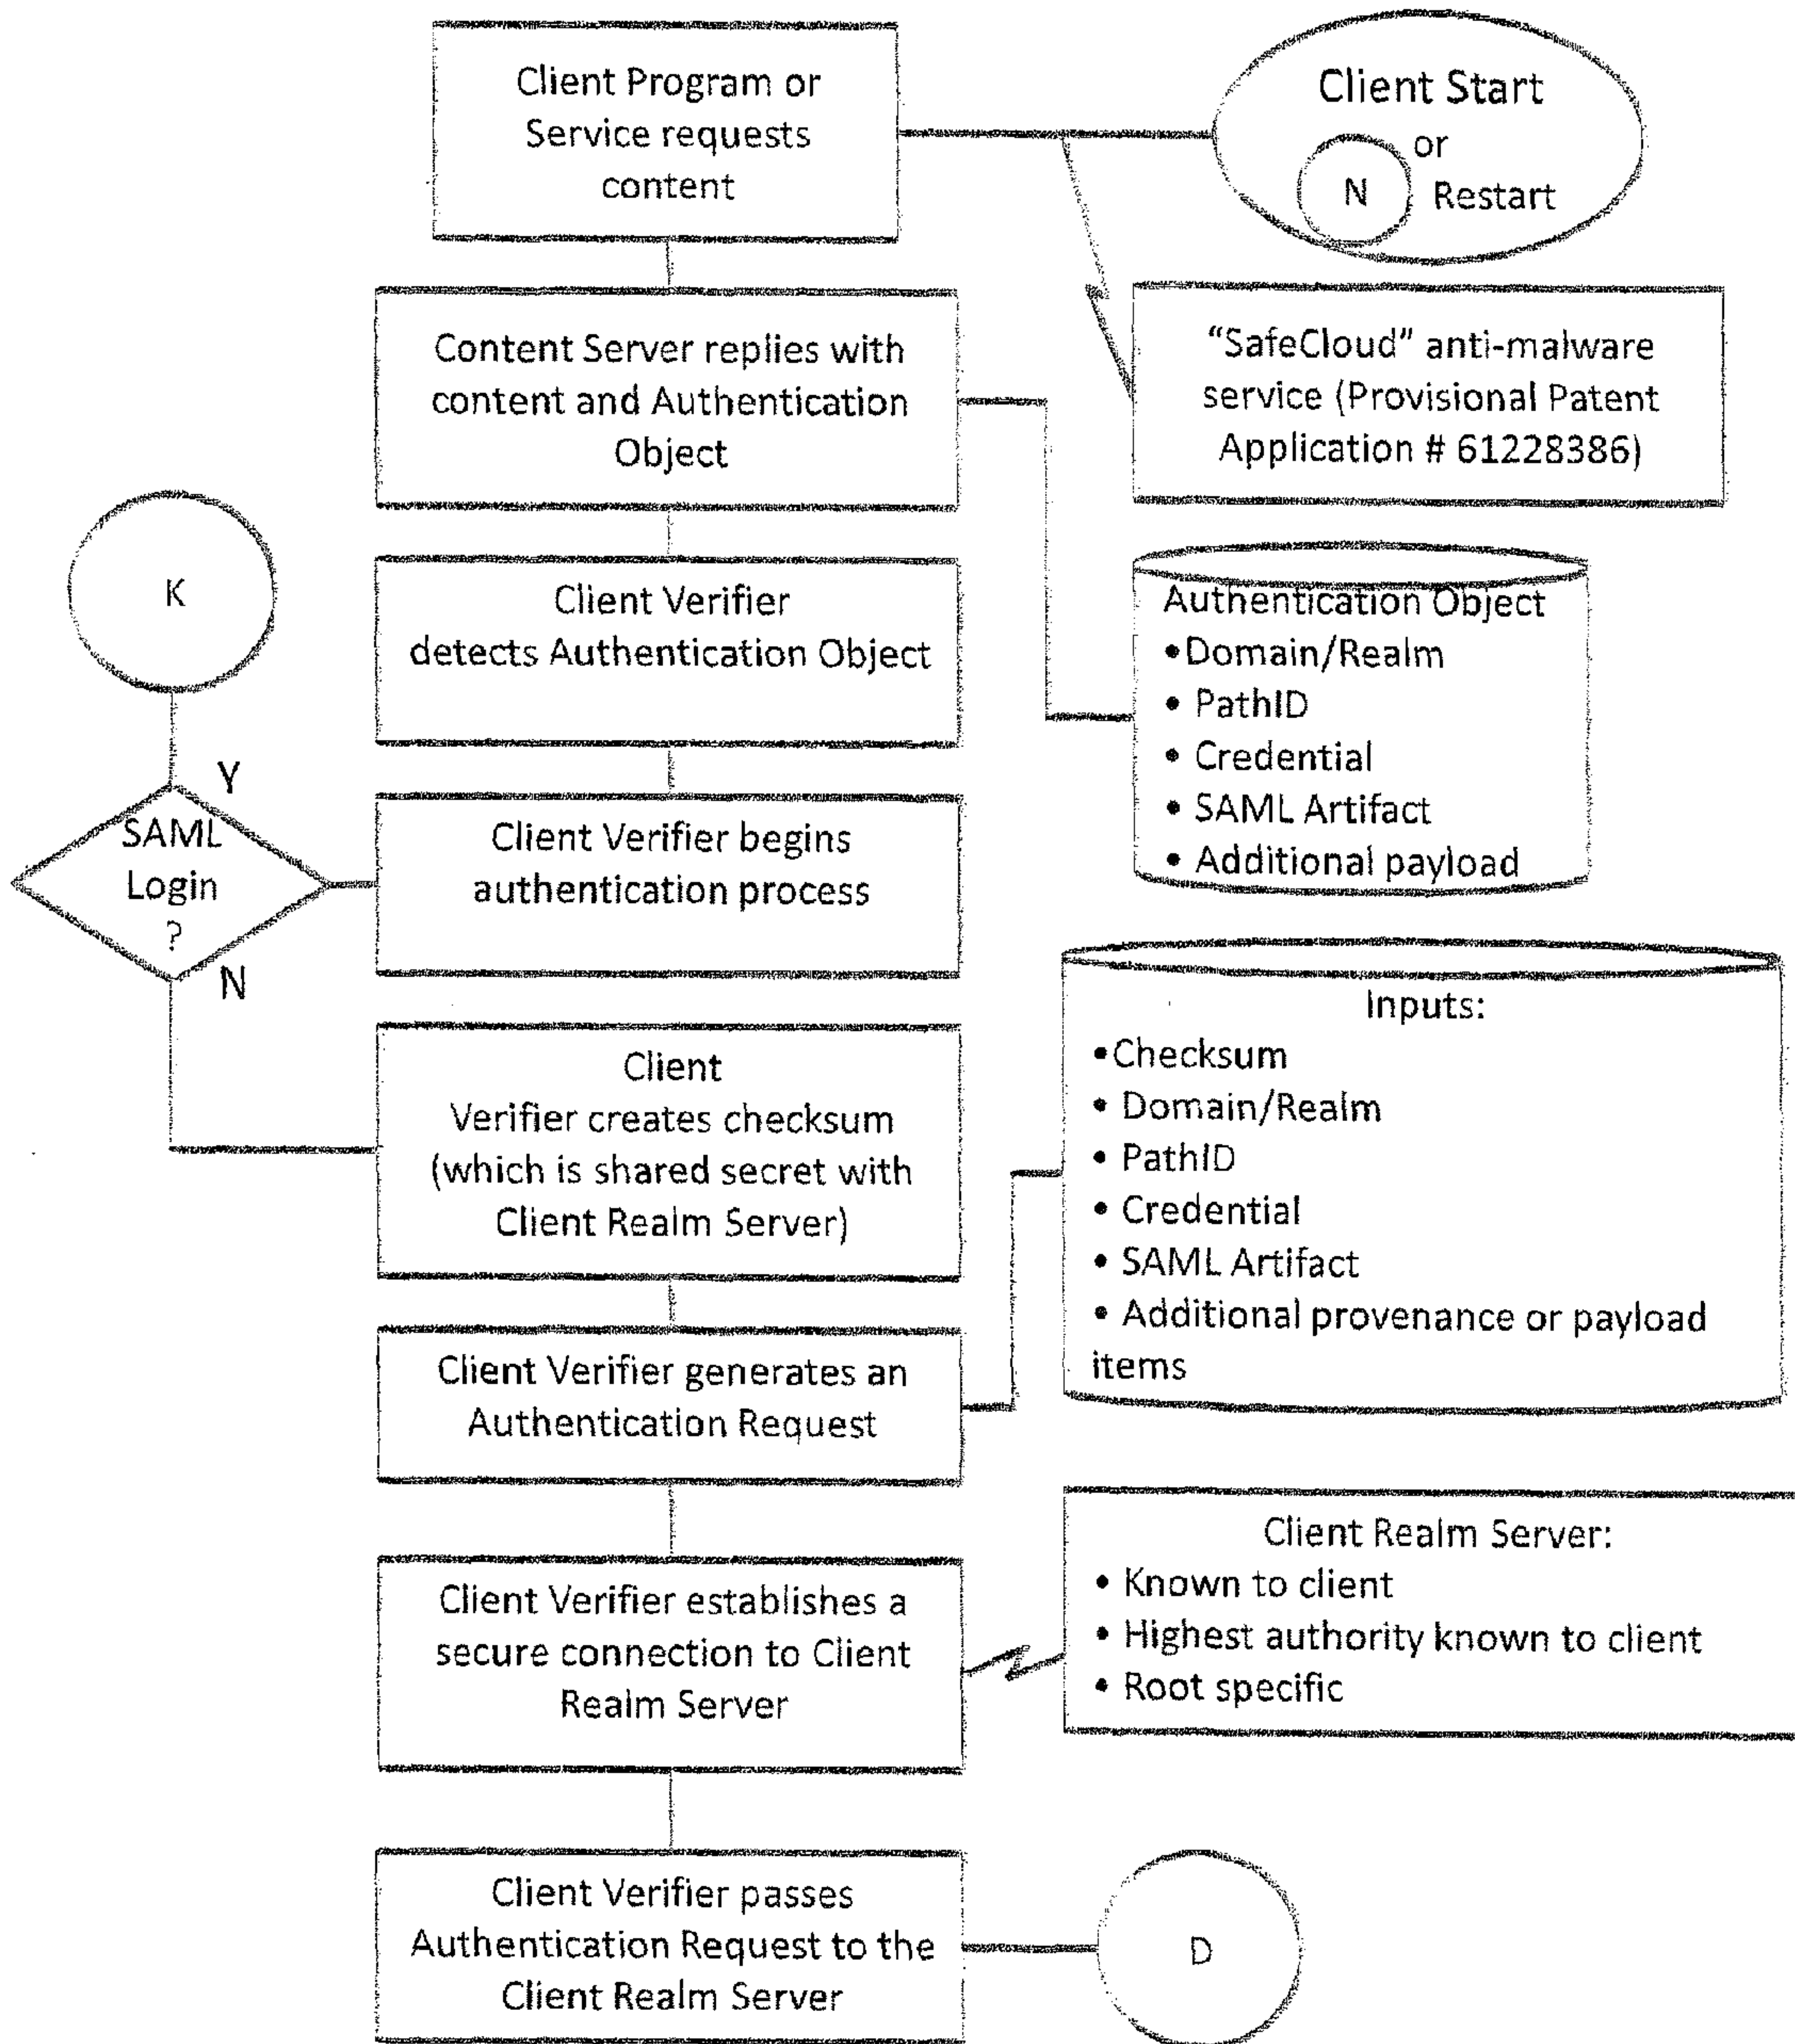 Client Program or
Service requests
content
Client Start
or
N Restart
Content Server replies with
content and Authentication
Object
"SafeCloud" anti-malware
service (Provisional Patent
Application # 61228386)
K
Client Verifier
detects Authentication Object
Authentication Object
•Domain/Realm
• PathID
• Credential
• SAML Artifact
• Additional payload
Y
SAML
Login
?
N
Client Verifier begins
authentication process
Client
Verifier creates checksum
(which is shared secret with
Client Realm Server)
Inputs:
•Checksum
• Domain/Realm
• PathID
• Credential
• SAML Artifact
• Additional provenance or payload
items
Client Verifier generates an
Authentication Request
Client Verifier establishes a
secure connection to Client
Realm Server
Client Realm Server:
• Known to client
• Highest authority known to client
• Root specific
Client Verifier passes
Authentication Request to the
Client Realm Server
D